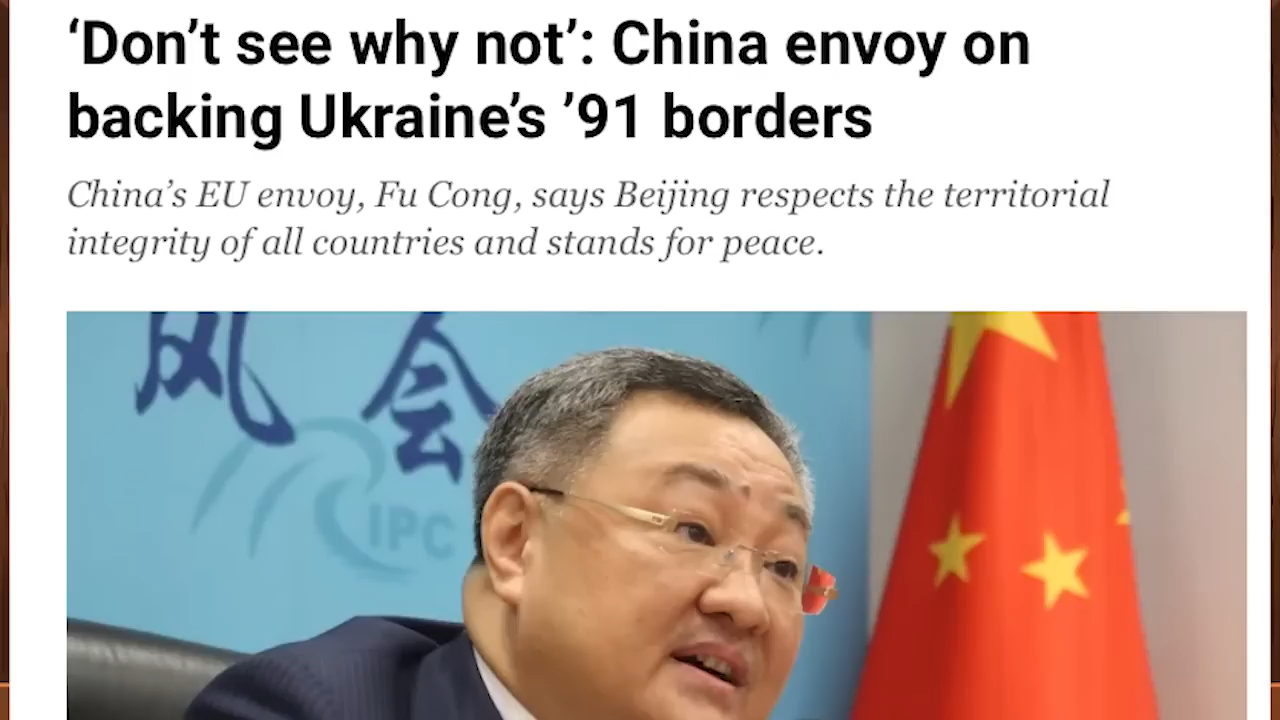 ‘Don’t see why not’: China envoy on
backing Ukraine’s ’91 borders
China’s EU envoy, Fu Cong, says Beijing respects the territorial
integrity of all countries and stands for peace.
风会
IPC